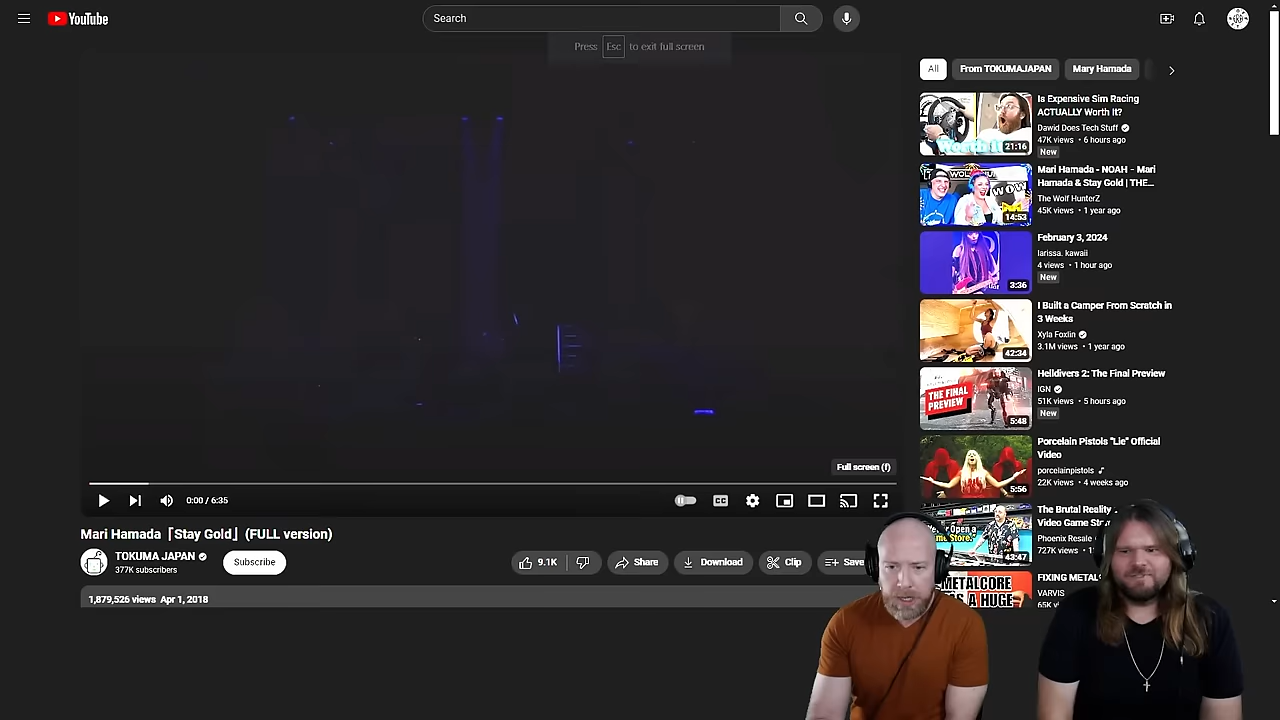 YouTube
Search
Press Esc to exit full screen
All
From TOKUMAJAPAN
Mary Hamada
Is Expensive Sim Racing
ACTUALLY Worth It?
Dawid Does Tech Stuff
47K views • 6 hours ago
New
21:16
Mari Hamada - NOAH - Mari
Hamada & Stay Gold | THE...
The Wolf HunterZ
45K views • 1 year ago
WOW
14:53
February 3, 2024
larissa. kawaii
4 views • 1 hour ago
New
3:36
I Built a Camper From Scratch in
3 Weeks
Xyla Foxlin
3.1M views • 1 year ago
42:34
Helldivers 2: The Final Preview
IGN
51K views • 5 hours ago
New
THE FINAL
PREVIEW
5:48
Porcelain Pistols "Lie" Official
Video
porcelainpistols
22K views • 4 weeks ago
5:56
The Brutal Reality
Video Game
Phoenix Resale
727K views
43:47
FIXING METAL
VARVIS
65K
METALCORE
AS A HUGE
Full screen (f)
0:00 / 6:35
CC
Mari Hamada「Stay Gold」(FULL version)
TOKUMA JAPAN
377K subscribers
Subscribe
9.1K
Share
Download
Clip
Save
1,879,526 views Apr 1, 2018